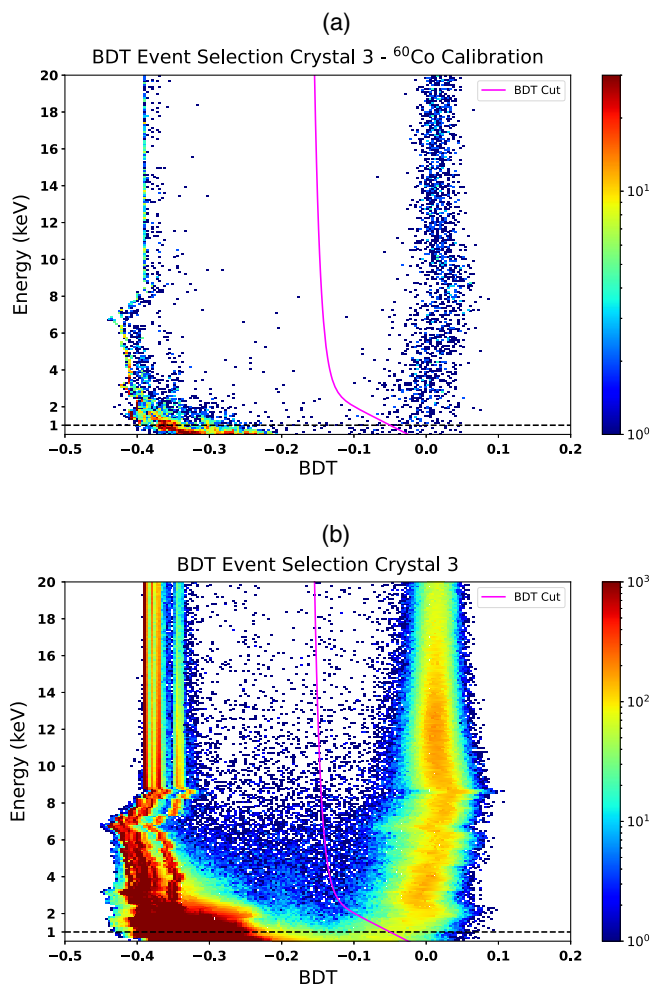 (a)
BDT Event Selection Crystal 3 - ⁶⁰Co Calibration
BDT Cut
Energy (keV)
20
18
16
14
12
10
8
6
4
2
1
−0.5 −0.4 −0.3 −0.2 −0.1 0.0 0.1 0.2
BDT
10¹
10⁰
(b)
BDT Event Selection Crystal 3
BDT Cut
Energy (keV)
20
18
16
14
12
10
8
6
4
2
1
−0.5 −0.4 −0.3 −0.2 −0.1 0.0 0.1 0.2
BDT
10³
10²
10¹
10⁰